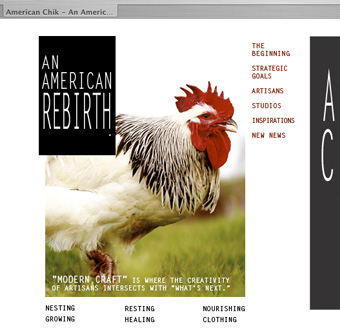 American Chik – An Americ...
AN
AMERICAN
REBIRTH.
THE
BEGINNING
STRATEGIC
GOALS
ARTISANS
STUDIOS
INSPIRATIONS
NEW NEWS
A
C
"MODERN CRAFT" IS WHERE THE CREATIVITY
OF ARTISANS INTERSECTS WITH "WHAT'S NEXT."
NESTING RESTING NOURISHING
GROWING HEALING CLOTHING